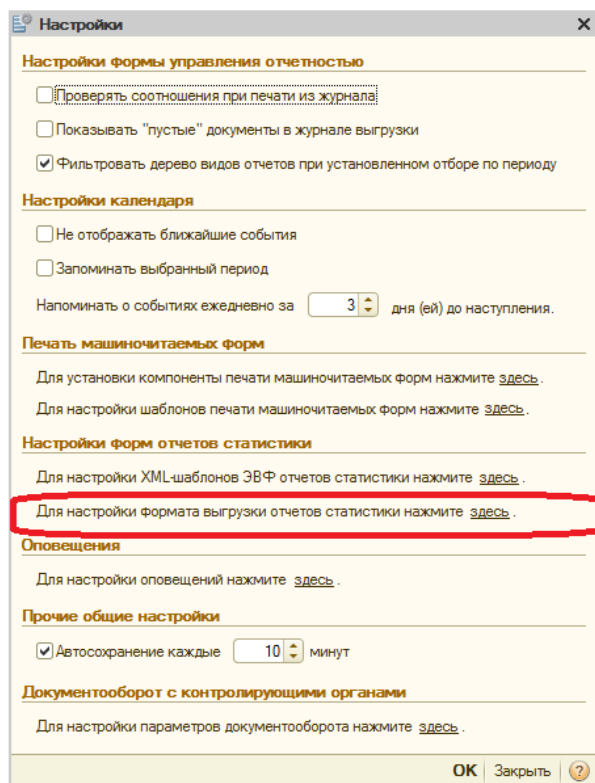 Настройки
Настройки формы управления отчетностью
Проверять соотношения при печати из журнала
Показывать "пустые" документы в журнале выгрузки
Фильтровать дерево видов отчетов при установленном отборе по периоду
Настройки календаря
Не отображать ближайшие события
Запоминать выбранный период
Напоминать о событиях ежедневно за 3 дня (ей) до наступления.
Печать машиночитаемых форм
Для установки компоненты печати машиночитаемых форм нажмите здесь.
Для настройки шаблонов печати машиночитаемых форм нажмите здесь.
Настройки форм отчетов статистики
Для настройки XML-шаблонов ЭВФ отчетов статистики нажмите здесь.
Для настройки формата выгрузки отчетов статистики нажмите здесь.
Оповещения
Для настройки оповещений нажмите здесь.
Прочие общие настройки
Автосохранение каждые 10 минут
Документооборот с контролирующими органами
Для настройки параметров документооборота нажмите здесь.
OK Закрыть ?